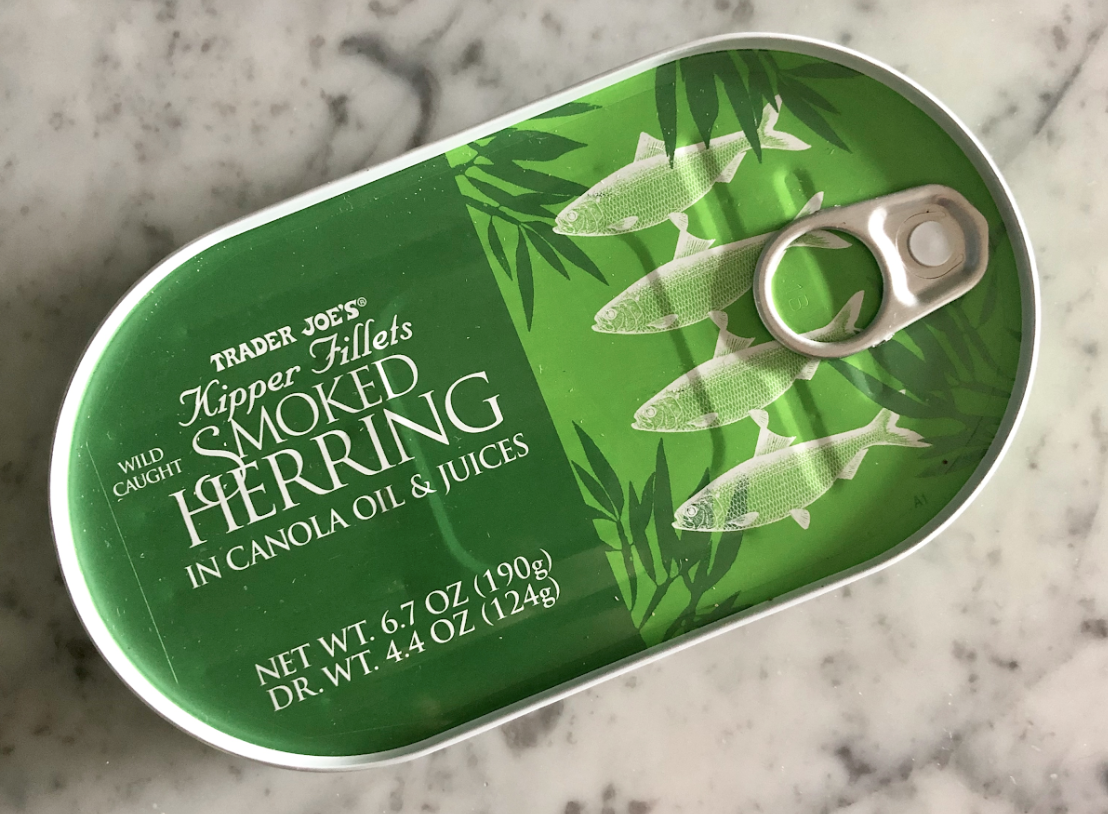 TRADER JOE'S®
Kipper Fillets
SMOKED
HERRING
WILD
CAUGHT
IN CANOLA OIL & JUICES
NET WT. 6.7 OZ (190g)
DR. WT. 4.4 OZ (124g)
A1